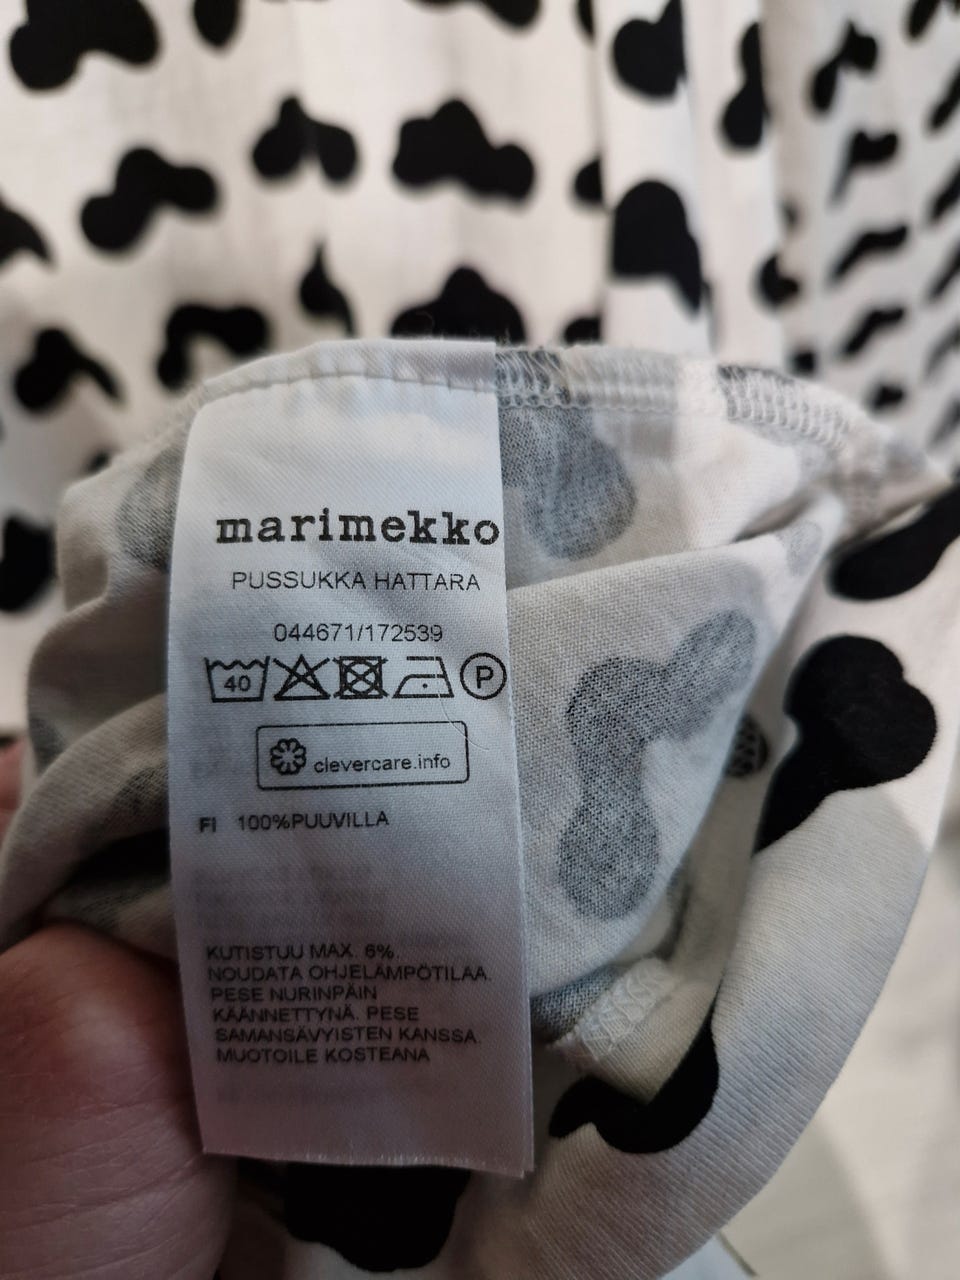 marimekko
PUSSUKKA HATTARA
044671/172539
40 P
clevercare.info
FI 100%PUUVILLA
KUTISTUU MAX. 6%.
NOUDATA OHJELÄMPÖTILAA.
PESE NURINPÄIN
KÄÄNNETTYNÄ. PESE
SAMANSÄVYISTEN KANSSA.
MUOTOILE KOSTEANA